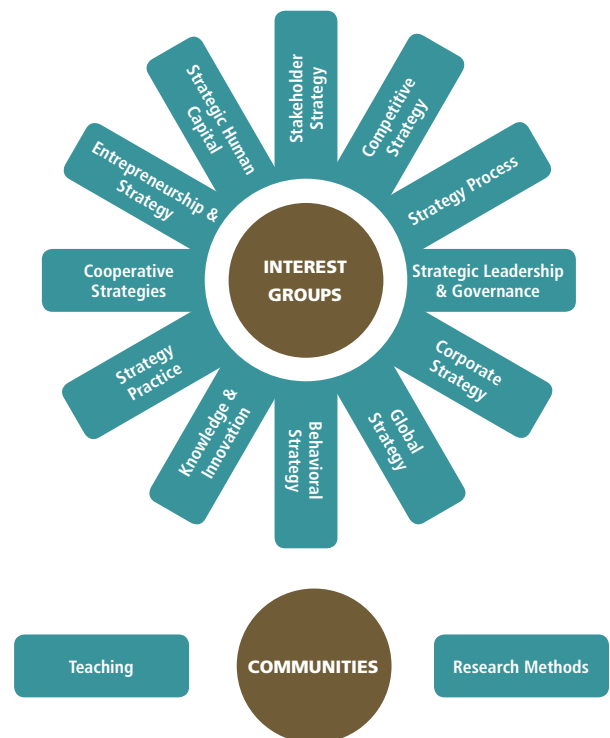 Stakeholder
Strategy
Competitive
Strategy
Strategy Process
Strategic Leadership
& Governance
Corporate
Strategy
Global
Strategy
Behavioral
Strategy
Knowledge &
Innovation
Strategy
Practice
Cooperative
Strategies
Entrepreneurship &
Strategy
Strategic Human
Capital
INTEREST
GROUPS
Teaching
COMMUNITIES
Research Methods